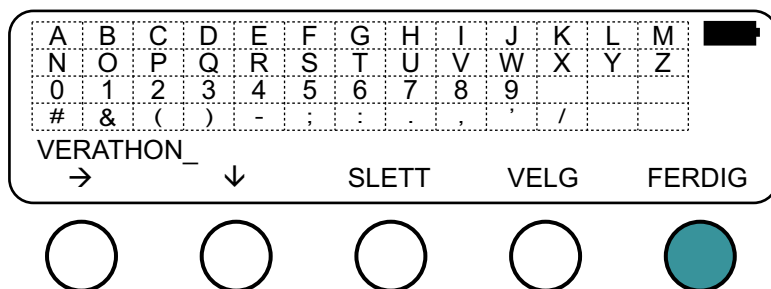 A B C D E F G H I J K L M
N O P Q R S T U V W X Y Z
0 1 2 3 4 5 6 7 8 9
# & ( ) - ; : . , ’ /
VERATHON_
→ ↓ SLETT VELG FERDIG